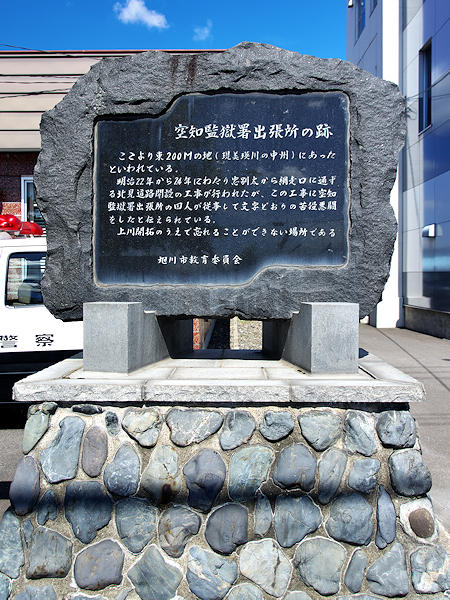 空知監獄署出張所の跡
ここより東200Mの地(現美瑛川の中州)にあった
といわれている。
明治22年から24年にわたり忠別太から網走口に通ず
る北見道路開設の工事が行われたが、この工事に空知
監獄署出張所の囚人が従事して文字どおりの苦役悪闘
をしたと伝えられている。
上川開拓のうえで忘れることができない場所である
旭川市教育委員会
警察